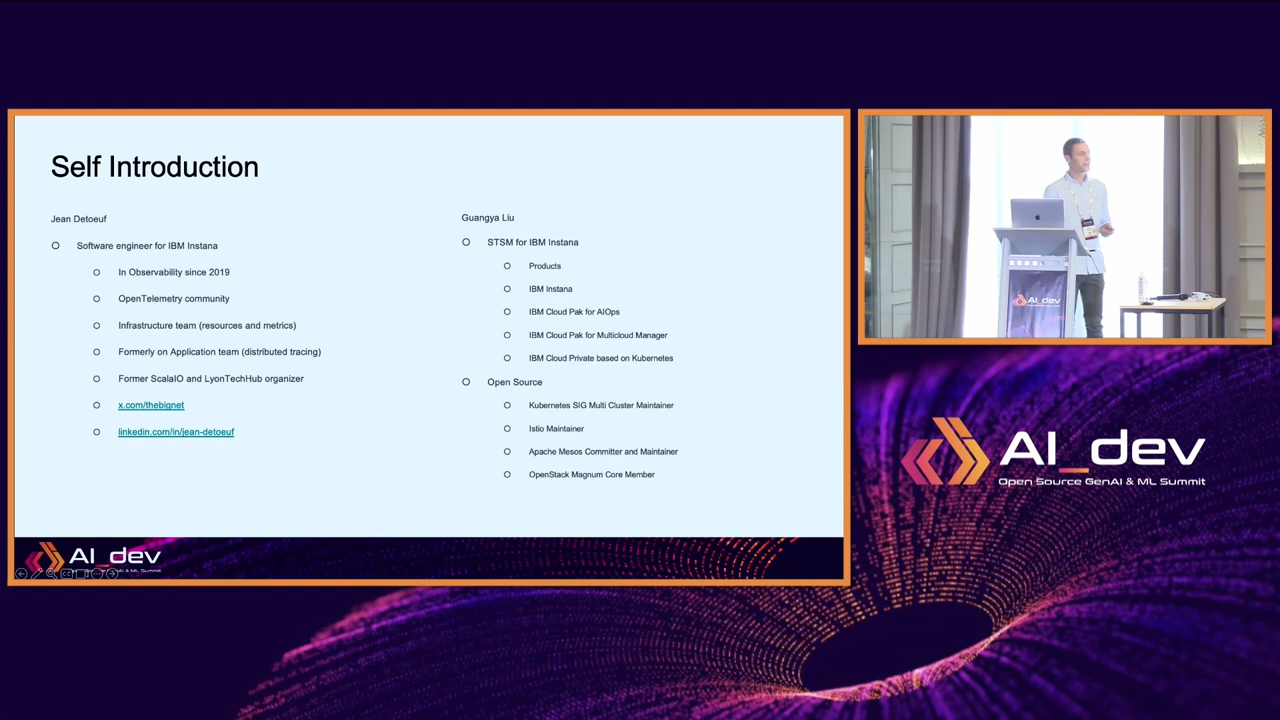 Self Introduction
Jean Detoeuf
Software engineer for IBM Instana
In Observability since 2019
OpenTelemetry community
Infrastructure team (resources and metrics)
Formerly on Application team (distributed tracing)
Former ScalaIO and LyonTechHub organizer
x.com/thebignet
linkedin.com/in/jean-detoeuf
Guangya Liu
STSM for IBM Instana
Products
IBM Instana
IBM Cloud Pak for AIOps
IBM Cloud Pak for Multicloud Manager
IBM Cloud Private based on Kubernetes
Open Source
Kubernetes SIG Multi Cluster Maintainer
Istio Maintainer
Apache Mesos Committer and Maintainer
OpenStack Magnum Core Member
AI_dev
AI_dev
AI_dev
Open Source GenAI & ML Summit